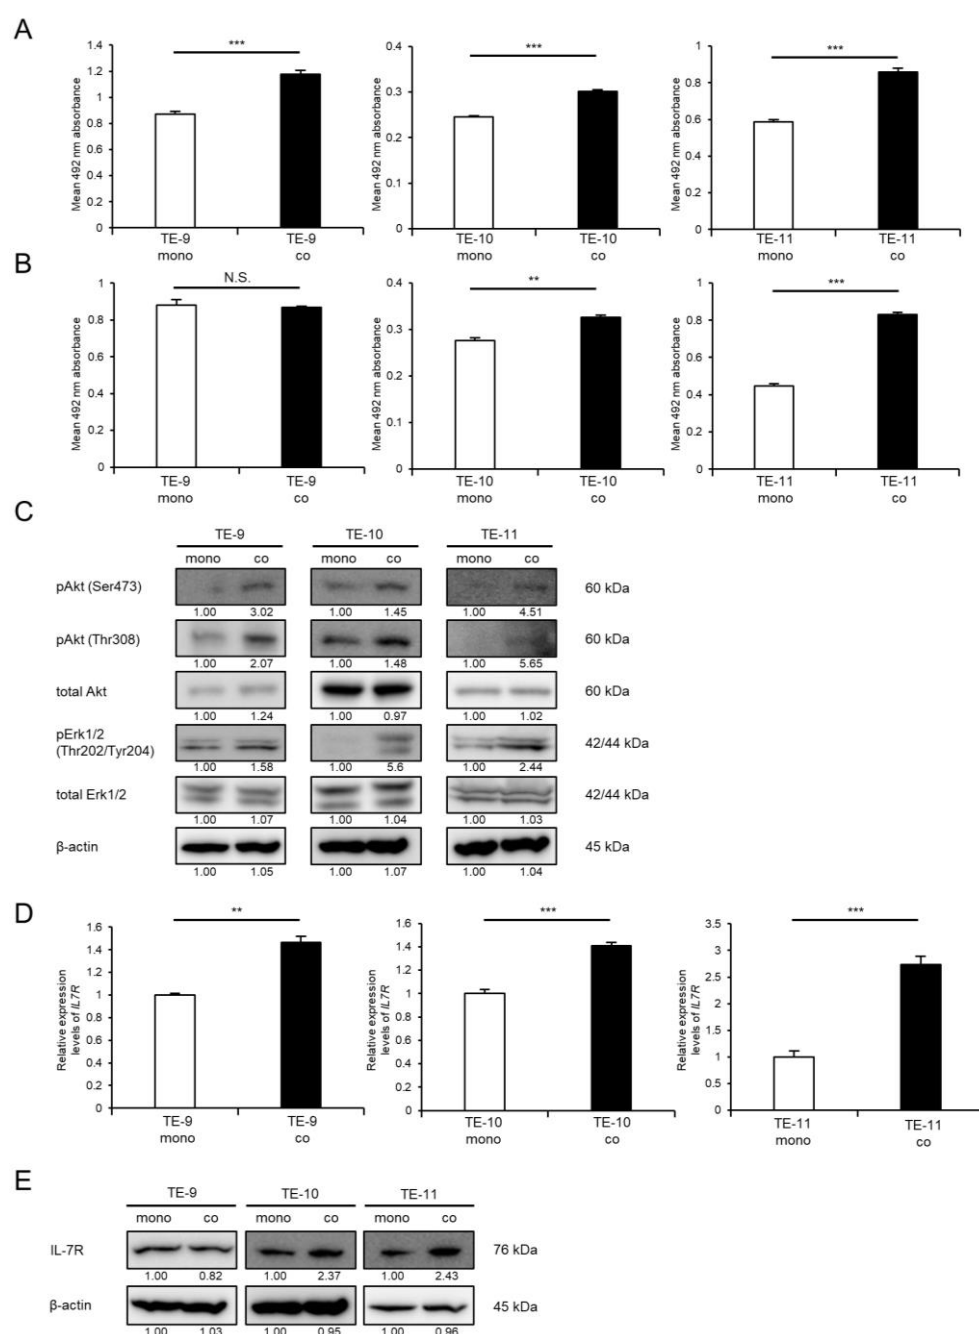 A
*** *** ***
1.4 0.4 1
1.2 0.8
1 0.3
0.8 0.6
0.6 0.2 0.4
0.4 0.1 0.2
0.2
0 0 0
Mean 492 nm absorbance Mean 492 nm absorbance Mean 492 nm absorbance
TE-9 TE-9 TE-10 TE-10 TE-11 TE-11
mono co mono co mono co
B
N.S. ** ***
1 0.4 1
0.8 0.3 0.8
0.6 0.2 0.6
0.4 0.1 0.4
0.2 0.2
0 0 0
Mean 492 nm absorbance Mean 492 nm absorbance Mean 492 nm absorbance
TE-9 TE-9 TE-10 TE-10 TE-11 TE-11
mono co mono co mono co
C
TE-9 TE-10 TE-11
mono co mono co mono co
pAkt (Ser473) 60 kDa
1.00 3.02 1.00 1.45 1.00 4.51
pAkt (Thr308) 60 kDa
1.00 2.07 1.00 1.48 1.00 5.65
total Akt 60 kDa
1.00 1.24 1.00 0.97 1.00 1.02
pErk1/2
(Thr202/Tyr204) 42/44 kDa
1.00 1.58 1.00 5.6 1.00 2.44
total Erk1/2 42/44 kDa
1.00 1.07 1.00 1.04 1.00 1.03
β-actin 45 kDa
1.00 1.05 1.00 1.07 1.00 1.04
D
** *** ***
1.6 1.6 3.5
1.4 1.4 3
1.2 1.2 2.5
1 1 2
0.8 0.8 1.5
0.6 0.6 1
0.4 0.4 0.5
0.2 0.2
0 0 0
Relative expression Relative expression Relative expression
levels of IL7R levels of IL7R levels of IL7R
TE-9 TE-9 TE-10 TE-10 TE-11 TE-11
mono co mono co mono co
E
TE-9 TE-10 TE-11
mono co mono co mono co
IL-7R 76 kDa
1.00 0.82 1.00 2.37 1.00 2.43
β-actin 45 kDa
1.00 1.03 1.00 0.95 1.00 0.96